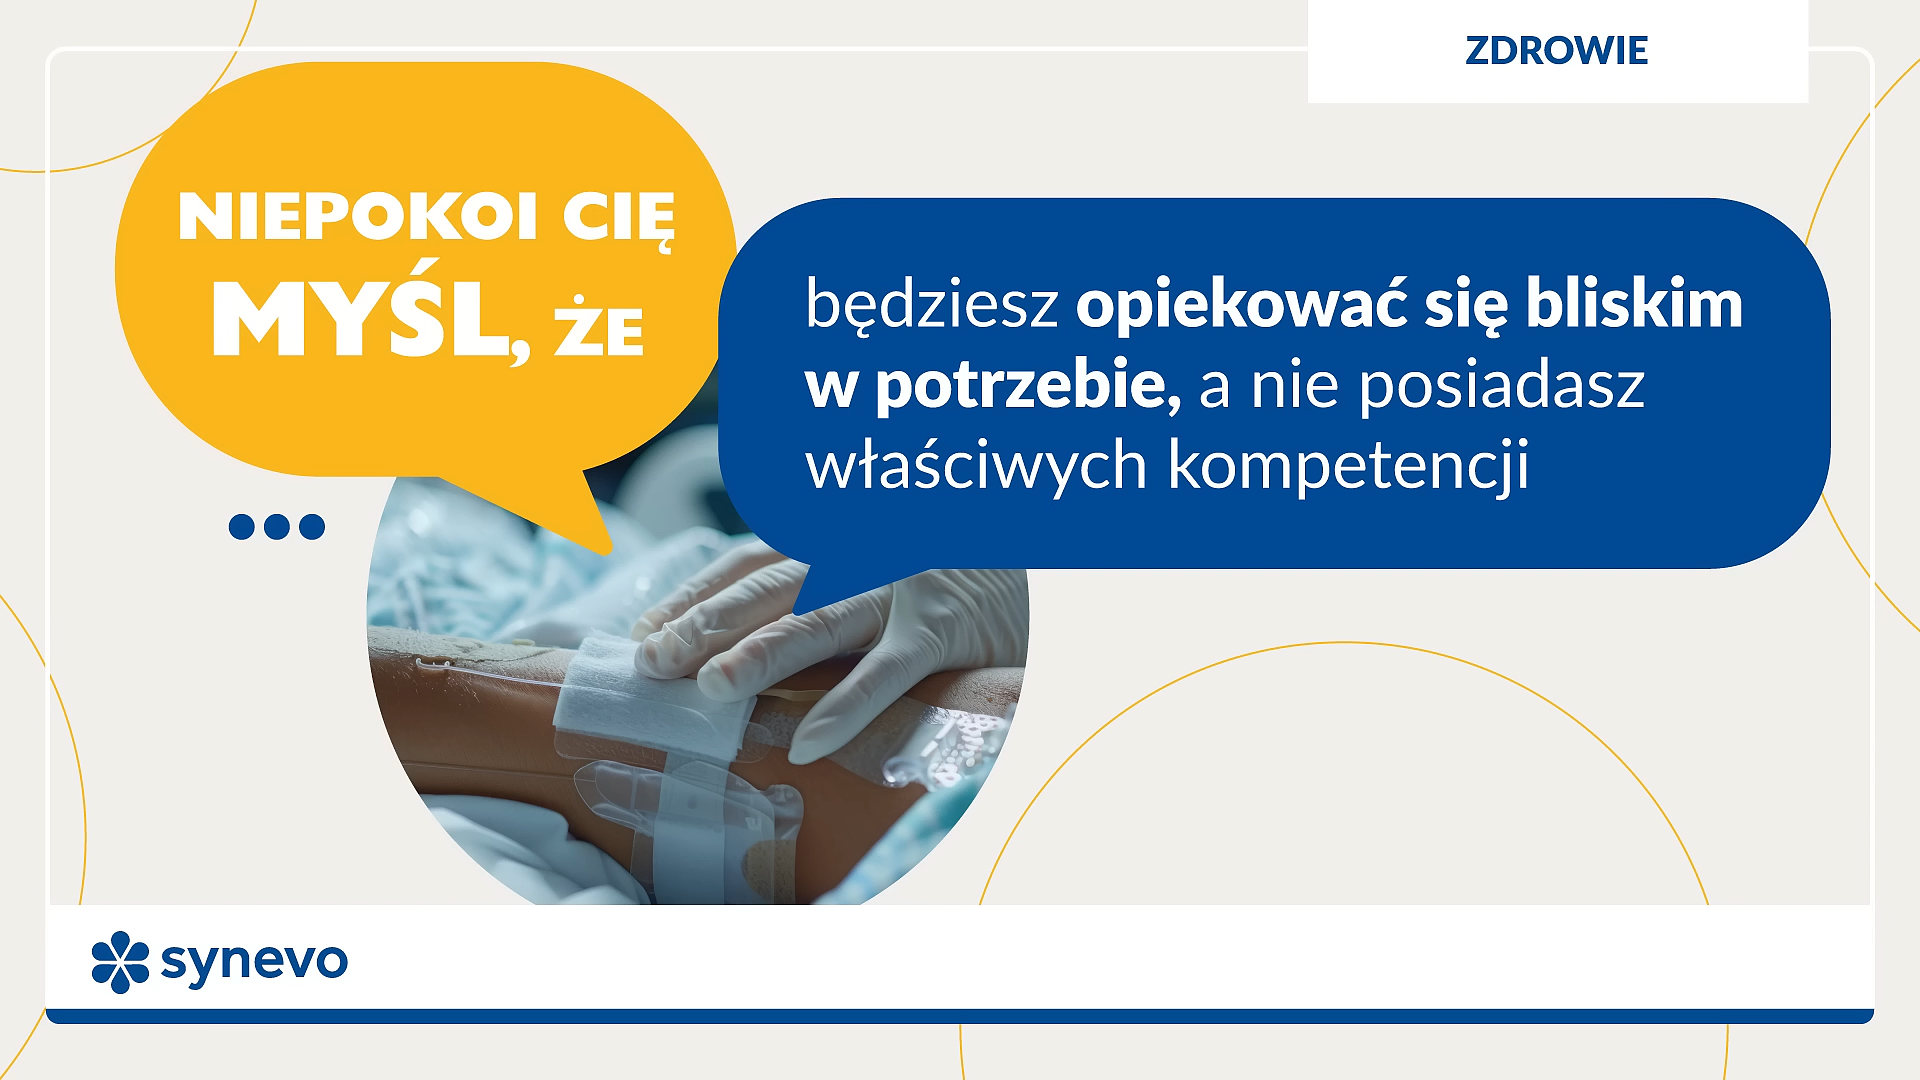 ZDROWIE
NIEPOKOI CIĘ
MYŚL, ŻE
będziesz opiekować się bliskim
w potrzebie, a nie posiadasz
właściwych kompetencji
synevo